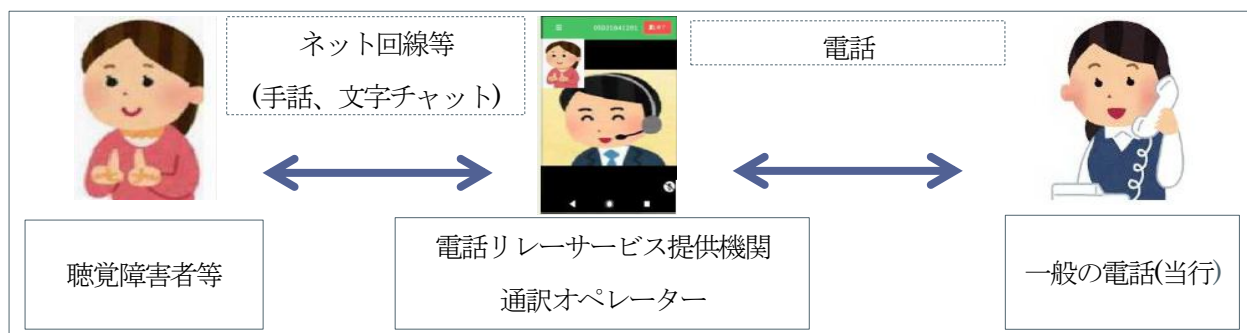 ネット回線等
(手話、文字チャット)
電話
聴覚障害者等
電話リレーサービス提供機関
通訳オペレーター
一般の電話(当行)